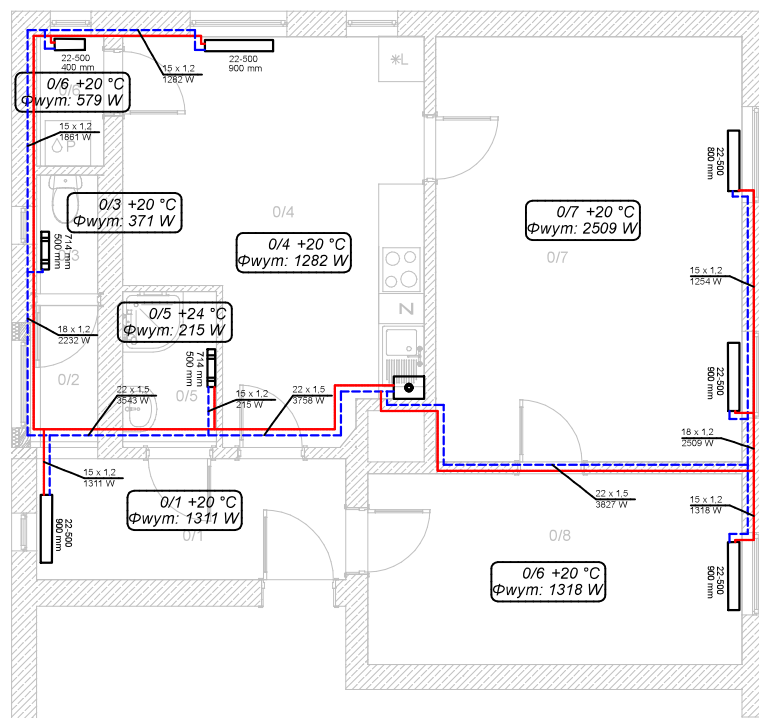 22-500
400 mm
15 x 1,2
1282 W
22-500
900 mm
L
0/6 +20 °C
Φwym: 579 W
15 x 1,2
1861 W
P
22-500
800 mm
0/3 +20 °C
Φwym: 371 W
0/4
0/4 +20 °C
Φwym: 1282 W
0/7 +20 °C
Φwym: 2509 W
0/7
714 mm
500 mm
15 x 1,2
1254 W
0/5 +24 °C
Φwym: 215 W
Z
18 x 1,2
2232 W
0/2
714 mm
500 mm
22-500
900 mm
22 x 1,5
3543 W
0/5
15 x 1,2
215 W
22 x 1,5
3758 W
18 x 1,2
2509 W
15 x 1,2
1311 W
22 x 1,5
3827 W
15 x 1,2
1318 W
0/1 +20 °C
Φwym: 1311 W
0/1
22-500
900 mm
0/8
0/6 +20 °C
Φwym: 1318 W
22-500
900 mm